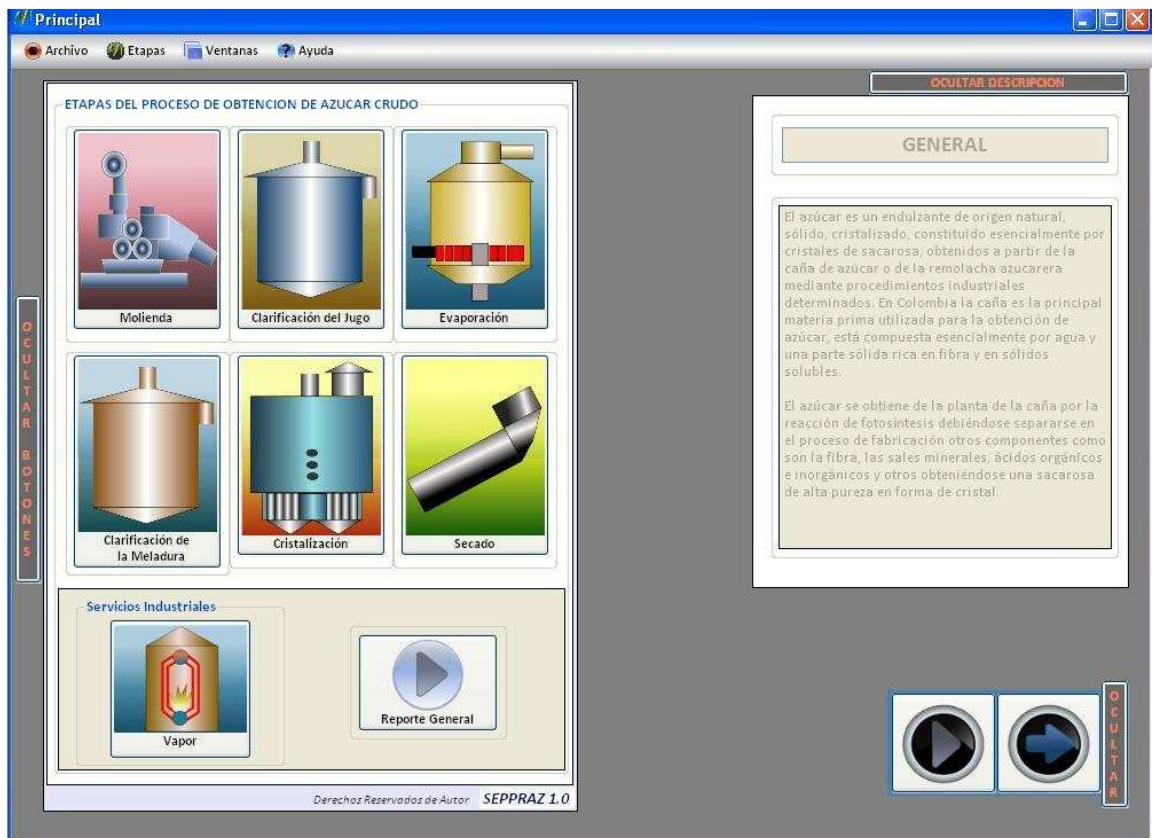 Principal
Archivo Etapas Ventanas Ayuda
OCULTAR BOTONES
ETAPAS DEL PROCESO DE OBTENCION DE AZUCAR CRUDO
Molienda
Clarificación del Jugo
Evaporación
Clarificación de
la Meladura
Cristalización
Secado
Servicios Industriales
Vapor
Reporte General
Derechos Reservados de Autor SEPPRAZ 1.0
OCULTAR DESCRIPCION
GENERAL
El azúcar es un endulzante de origen natural,
sólido, cristalizado, constituído esencialmente por
cristales de sacarosa, obtenidos a partir de la
caña de azúcar o de la remolacha azucarera
mediante procedimientos industriales
determinados. En Colombia la caña es la principal
materia prima utilizada para la obtención de
azúcar, está compuesta esencialmente por agua y
una parte sólida rica en fibra y en sólidos
solubles.
El azúcar se obtiene de la planta de la caña por la
reacción de fotosíntesis debiéndose separarse en
el proceso de fabricación otros componentes como
son la fibra, las sales minerales, ácidos orgánicos
e inorgánicos y otros obteniéndose una sacarosa
de alta pureza en forma de cristal.
OCULTAR